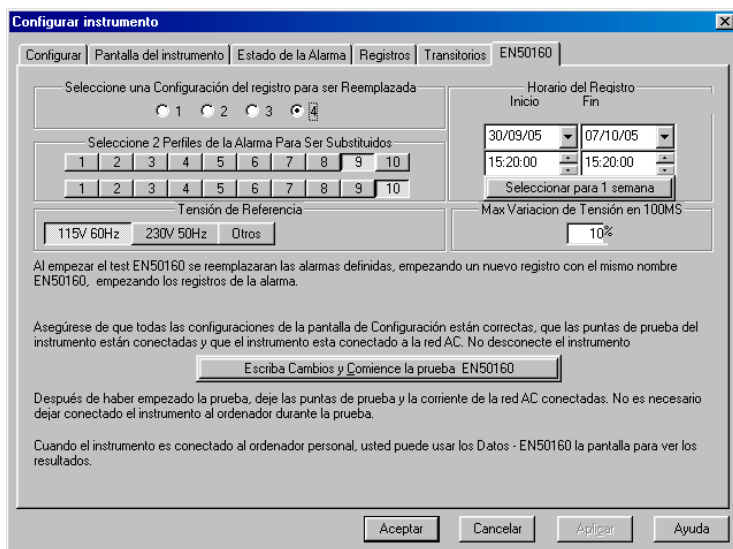 Configurar instrumento
Configurar
Pantalla del instrumento
Estado de la Alarma
Registros
Transitorios
EN50160
Seleccione una Configuración del registro para ser Reemplazada
1 2 3 4
Horario del Registro
Inicio Fin
30/09/05 07/10/05
15:20:00 15:20:00
Seleccionar para 1 semana
Seleccione 2 Perfiles de la Alarma Para Ser Substituidos
1 2 3 4 5 6 7 8 9 10
1 2 3 4 5 6 7 8 9 10
Tensión de Referencia
115V 60Hz 230V 50Hz Otros
Max Variacion de Tensión en 100MS
10%
Al empezar el test EN50160 se reemplazaran las alarmas definidas, empezando un nuevo registro con el mismo nombre
EN50160, empezando los registros de la alarma.
Asegúrese de que todas las configuraciones de la pantalla de Configuración están correctas, que las puntas de prueba del
instrumento están conectadas y que el instrumento esta conectado a la red AC. No desconecte el instrumento
Escriba Cambios y Comience la prueba EN50160
Después de haber empezado la prueba, deje las puntas de prueba y la corriente de la red AC conectadas. No es necesario
dejar conectado el instrumento al ordenador durante la prueba.
Cuando el instrumento es conectado al ordenador personal, usted puede usar los Datos - EN50160 la pantalla para ver los
resultados.
Aceptar Cancelar Aplicar Ayuda